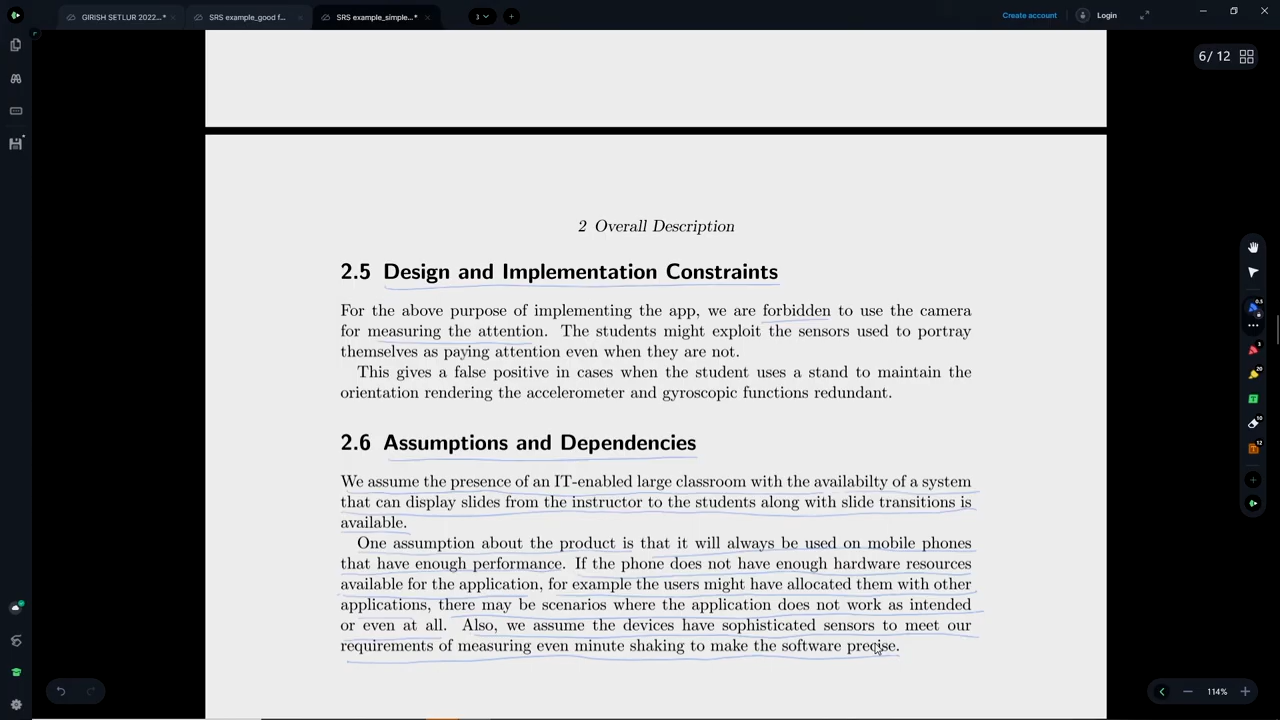 GIRISH SETLUR 2022...*
SRS example_good f...
SRS example_simple...*
1
Create account
Login
6/ 12
2 Overall Description
2.5 Design and Implementation Constraints
For the above purpose of implementing the app, we are forbidden to use the camera
for measuring the attention. The students might exploit the sensors used to portray
themselves as paying attention even when they are not.
This gives a false positive in cases when the student uses a stand to maintain the
orientation rendering the accelerometer and gyroscopic functions redundant.
2.6 Assumptions and Dependencies
We assume the presence of an IT-enabled large classroom with the availabilty of a system
that can display slides from the instructor to the students along with slide transitions is
available.
One assumption about the product is that it will always be used on mobile phones
that have enough performance. If the phone does not have enough hardware resources
available for the application, for example the users might have allocated them with other
applications, there may be scenarios where the application does not work as intended
or even at all. Also, we assume the devices have sophisticated sensors to meet our
requirements of measuring even minute shaking to make the software precise.
0.5
3
20
10
12
114%